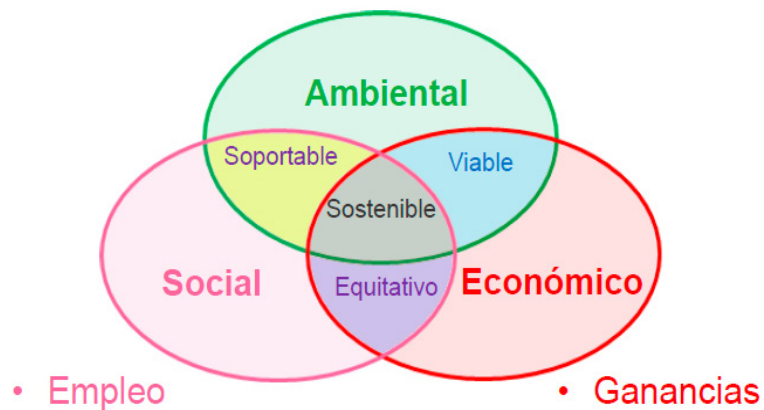 Ambiental
Soportable
Viable
Sostenible
Social
Equitativo
Económico
• Empleo
• Ganancias